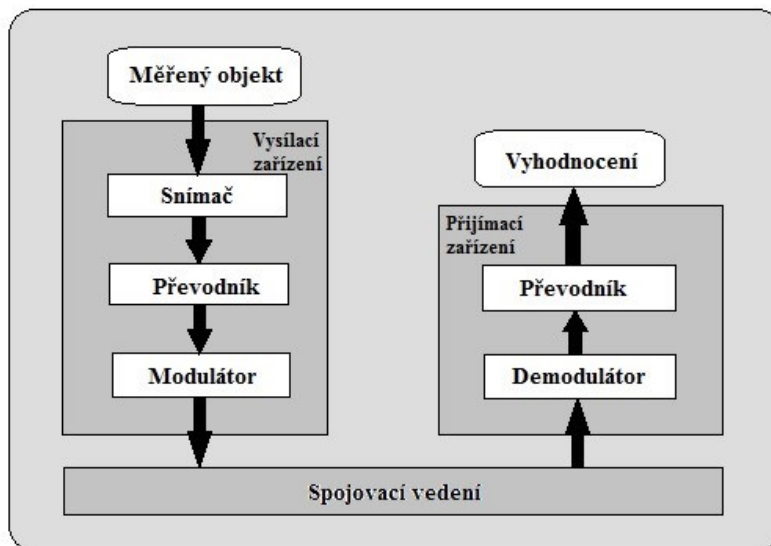 Měřený objekt
Vysílací
zařízení
Snímač
Převodník
Modulátor
Vyhodnocení
Přijímací
zařízení
Převodník
Demodulátor
Spojovací vedení